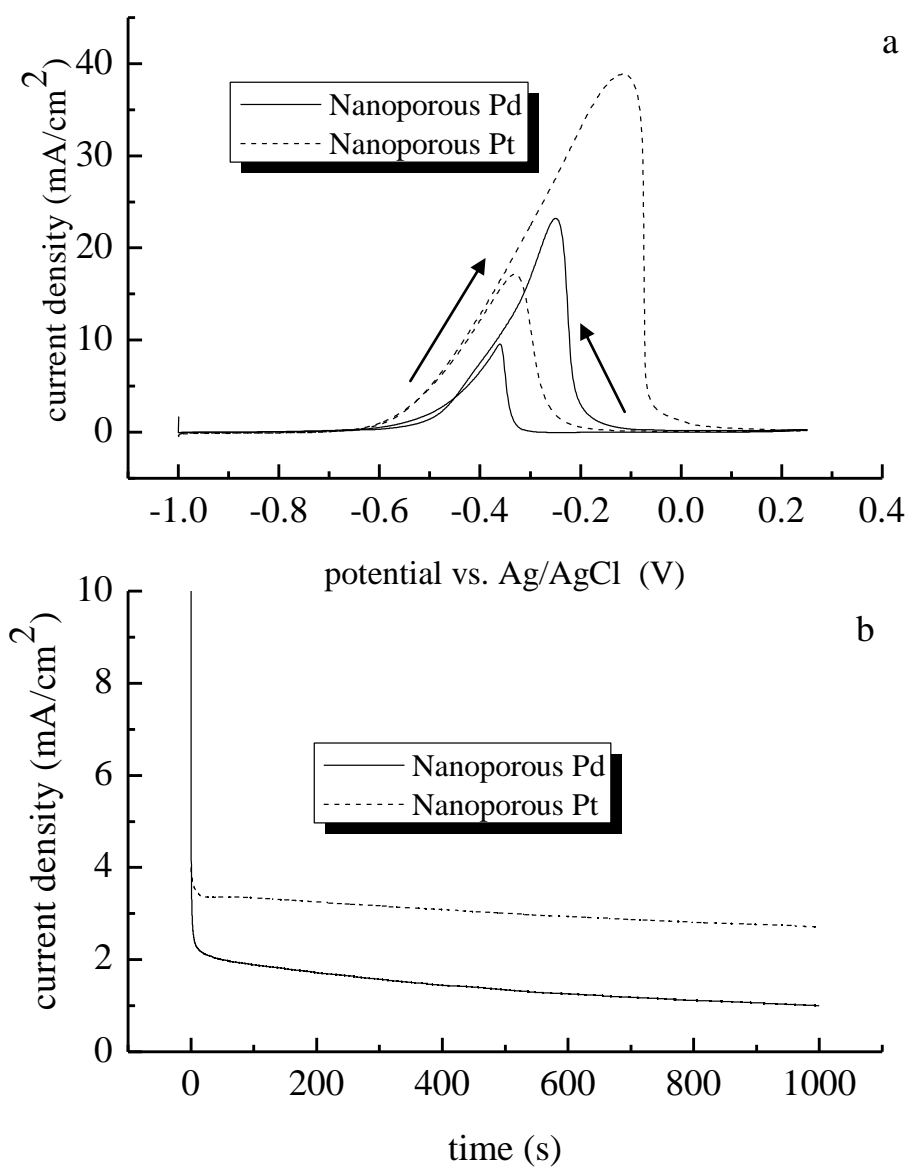 a
current density (mA/cm²)
40
30
20
10
0
Nanoporous Pd
Nanoporous Pt
-1.0 -0.8 -0.6 -0.4 -0.2 0.0 0.2 0.4
potential vs. Ag/AgCl (V)
b
current density (mA/cm²)
10
8
6
4
2
0
Nanoporous Pd
Nanoporous Pt
0 200 400 600 800 1000
time (s)